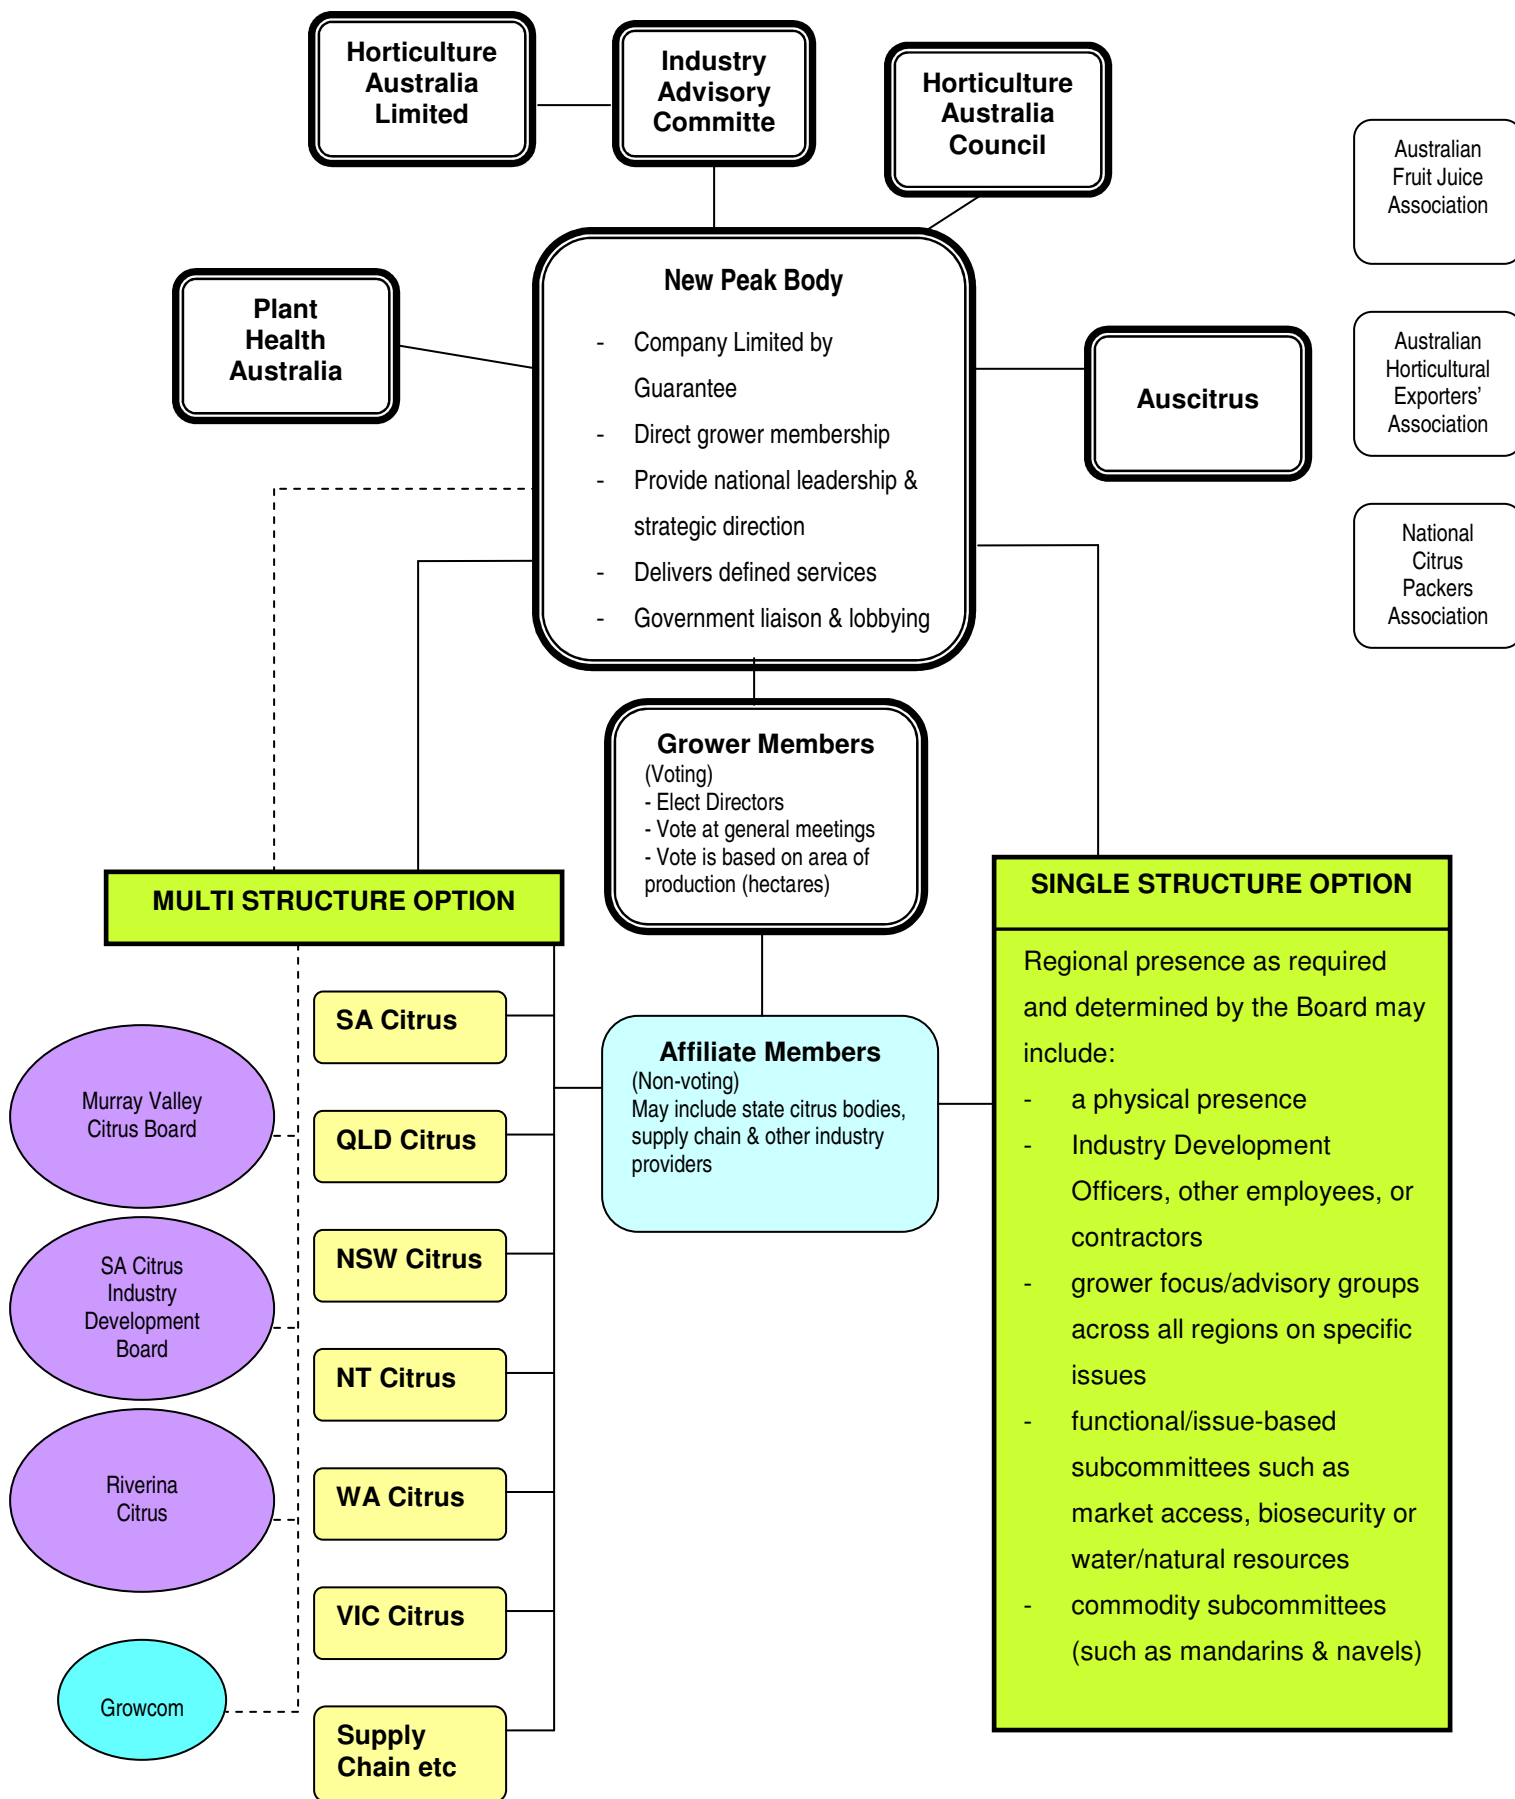 Horticulture
Australia
Limited
Industry
Advisory
Committe
Horticulture
Australia
Council
Australian
Fruit Juice
Association
Plant
Health
Australia
New Peak Body
- Company Limited by
Guarantee
- Direct grower membership
- Provide national leadership &
strategic direction
- Delivers defined services
- Government liaison & lobbying
Auscitrus
Australian
Horticultural
Exporters'
Association
National
Citrus
Packers
Association
Grower Members
(Voting)
- Elect Directors
- Vote at general meetings
- Vote is based on area of
production (hectares)
MULTI STRUCTURE OPTION
Murray Valley
Citrus Board
SA Citrus
Industry
Development
Board
Riverina
Citrus
Growcom
SA Citrus
QLD Citrus
NSW Citrus
NT Citrus
WA Citrus
VIC Citrus
Supply
Chain etc
Affiliate Members
(Non-voting)
May include state citrus bodies,
supply chain & other industry
providers
SINGLE STRUCTURE OPTION
Regional presence as required
and determined by the Board may
include:
- a physical presence
- Industry Development
Officers, other employees, or
contractors
- grower focus/advisory groups
across all regions on specific
issues
- functional/issue-based
subcommittees such as
market access, biosecurity or
water/natural resources
- commodity subcommittees
(such as mandarins & navels)